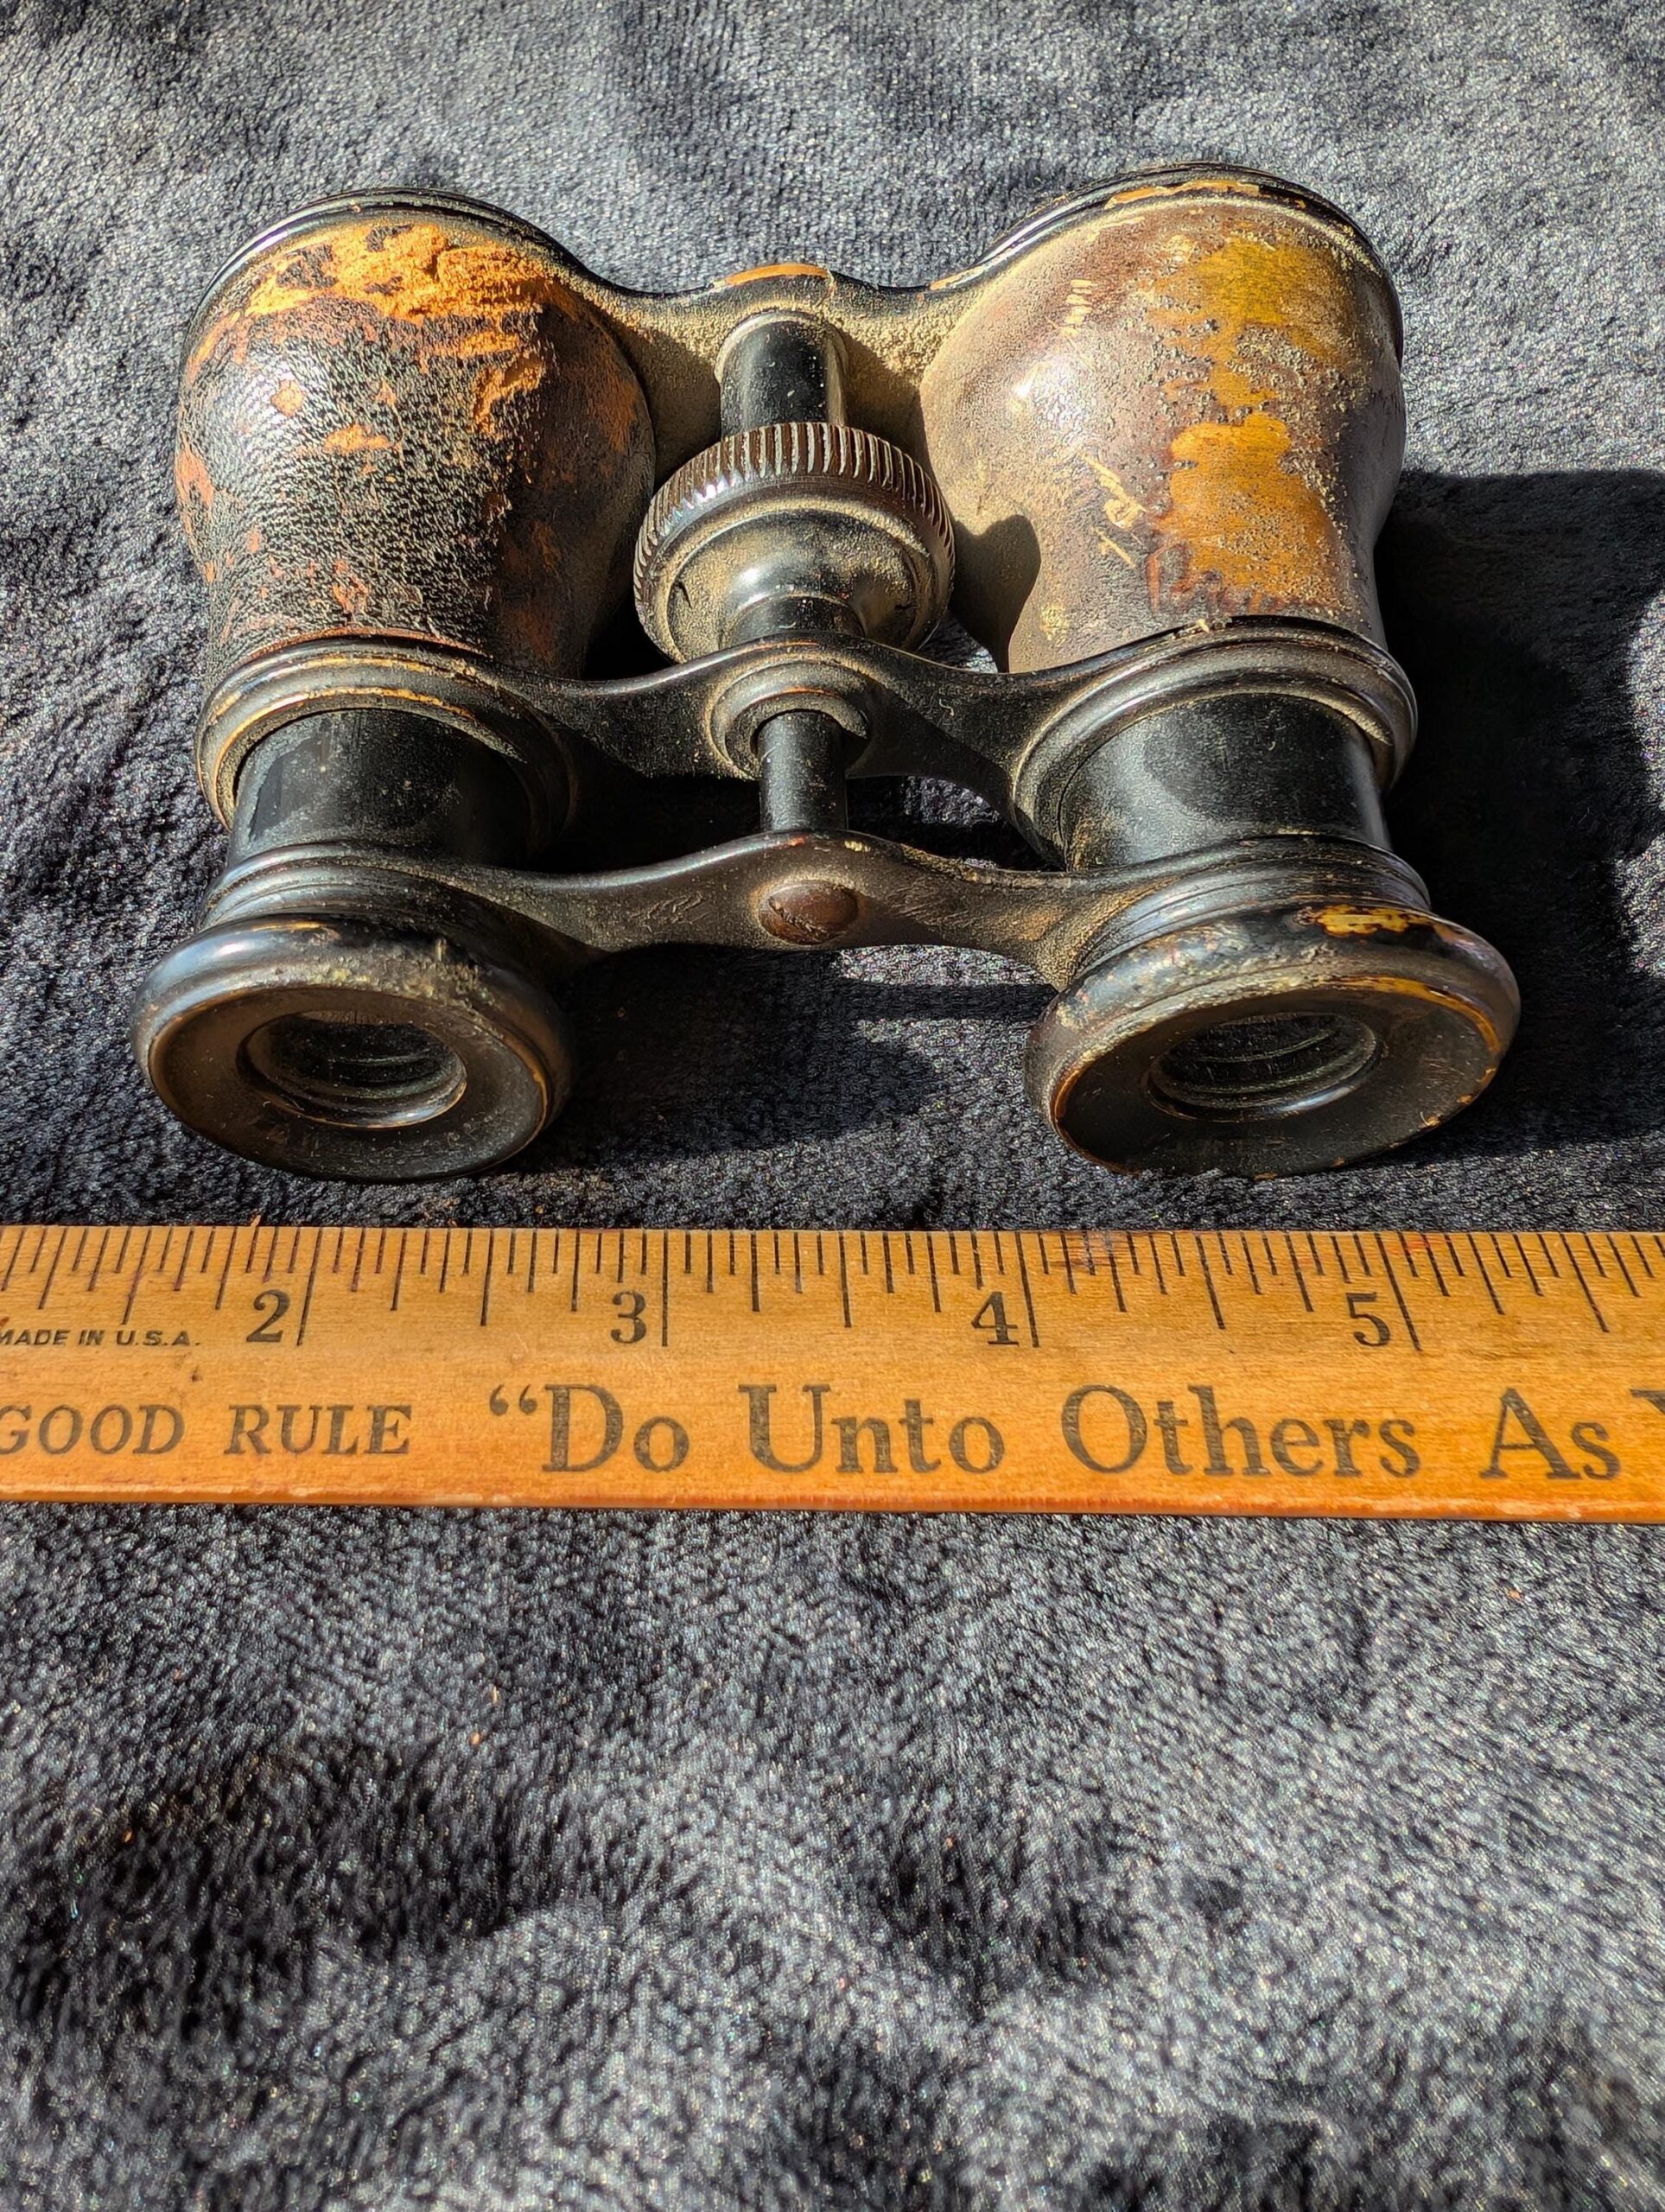 2 3 4 5
MADE IN U.S.A.
GOOD RULE "Do Unto Others As